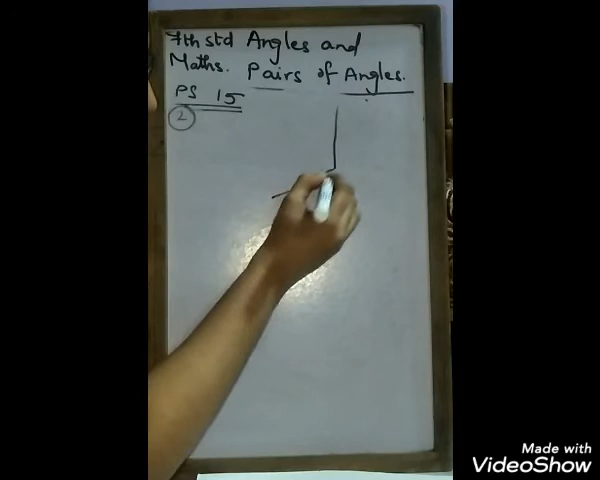 7th std Angles and
Maths. Pairs of Angles.
PS 15
2
Made with
VideoShow